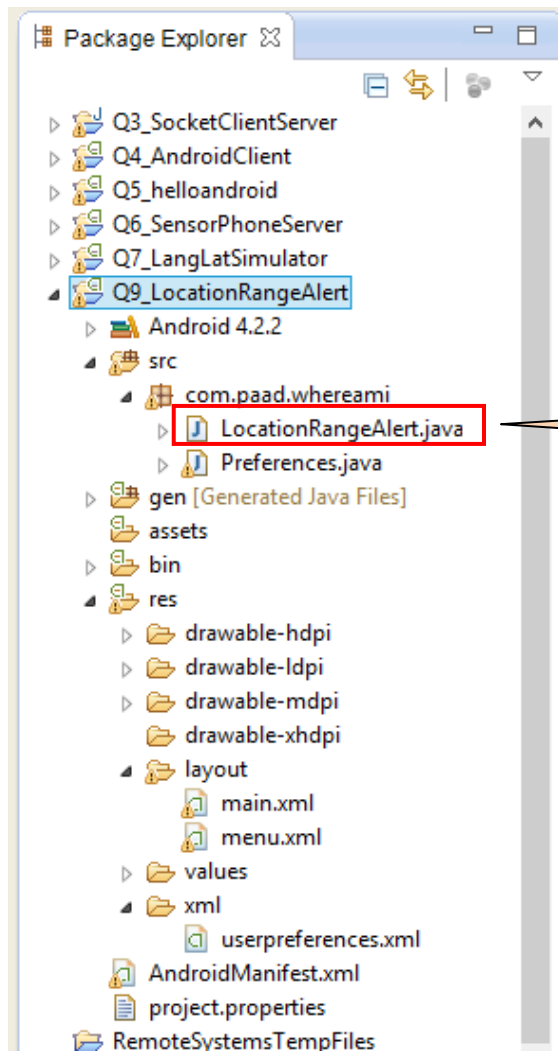 Package Explorer
Q3_SocketClientServer
Q4_AndroidClient
Q5_helloandroid
Q6_SensorPhoneServer
Q7_LangLatSimulator
Q9_LocationRangeAlert
Android 4.2.2
src
com.paad.whereami
LocationRangeAlert.java
Preferences.java
gen [Generated Java Files]
assets
bin
res
drawable-hdpi
drawable-ldpi
drawable-mdpi
drawable-xhdpi
layout
main.xml
menu.xml
values
xml
userpreferences.xml
AndroidManifest.xml
project.properties
RemoteSystemsTempFiles